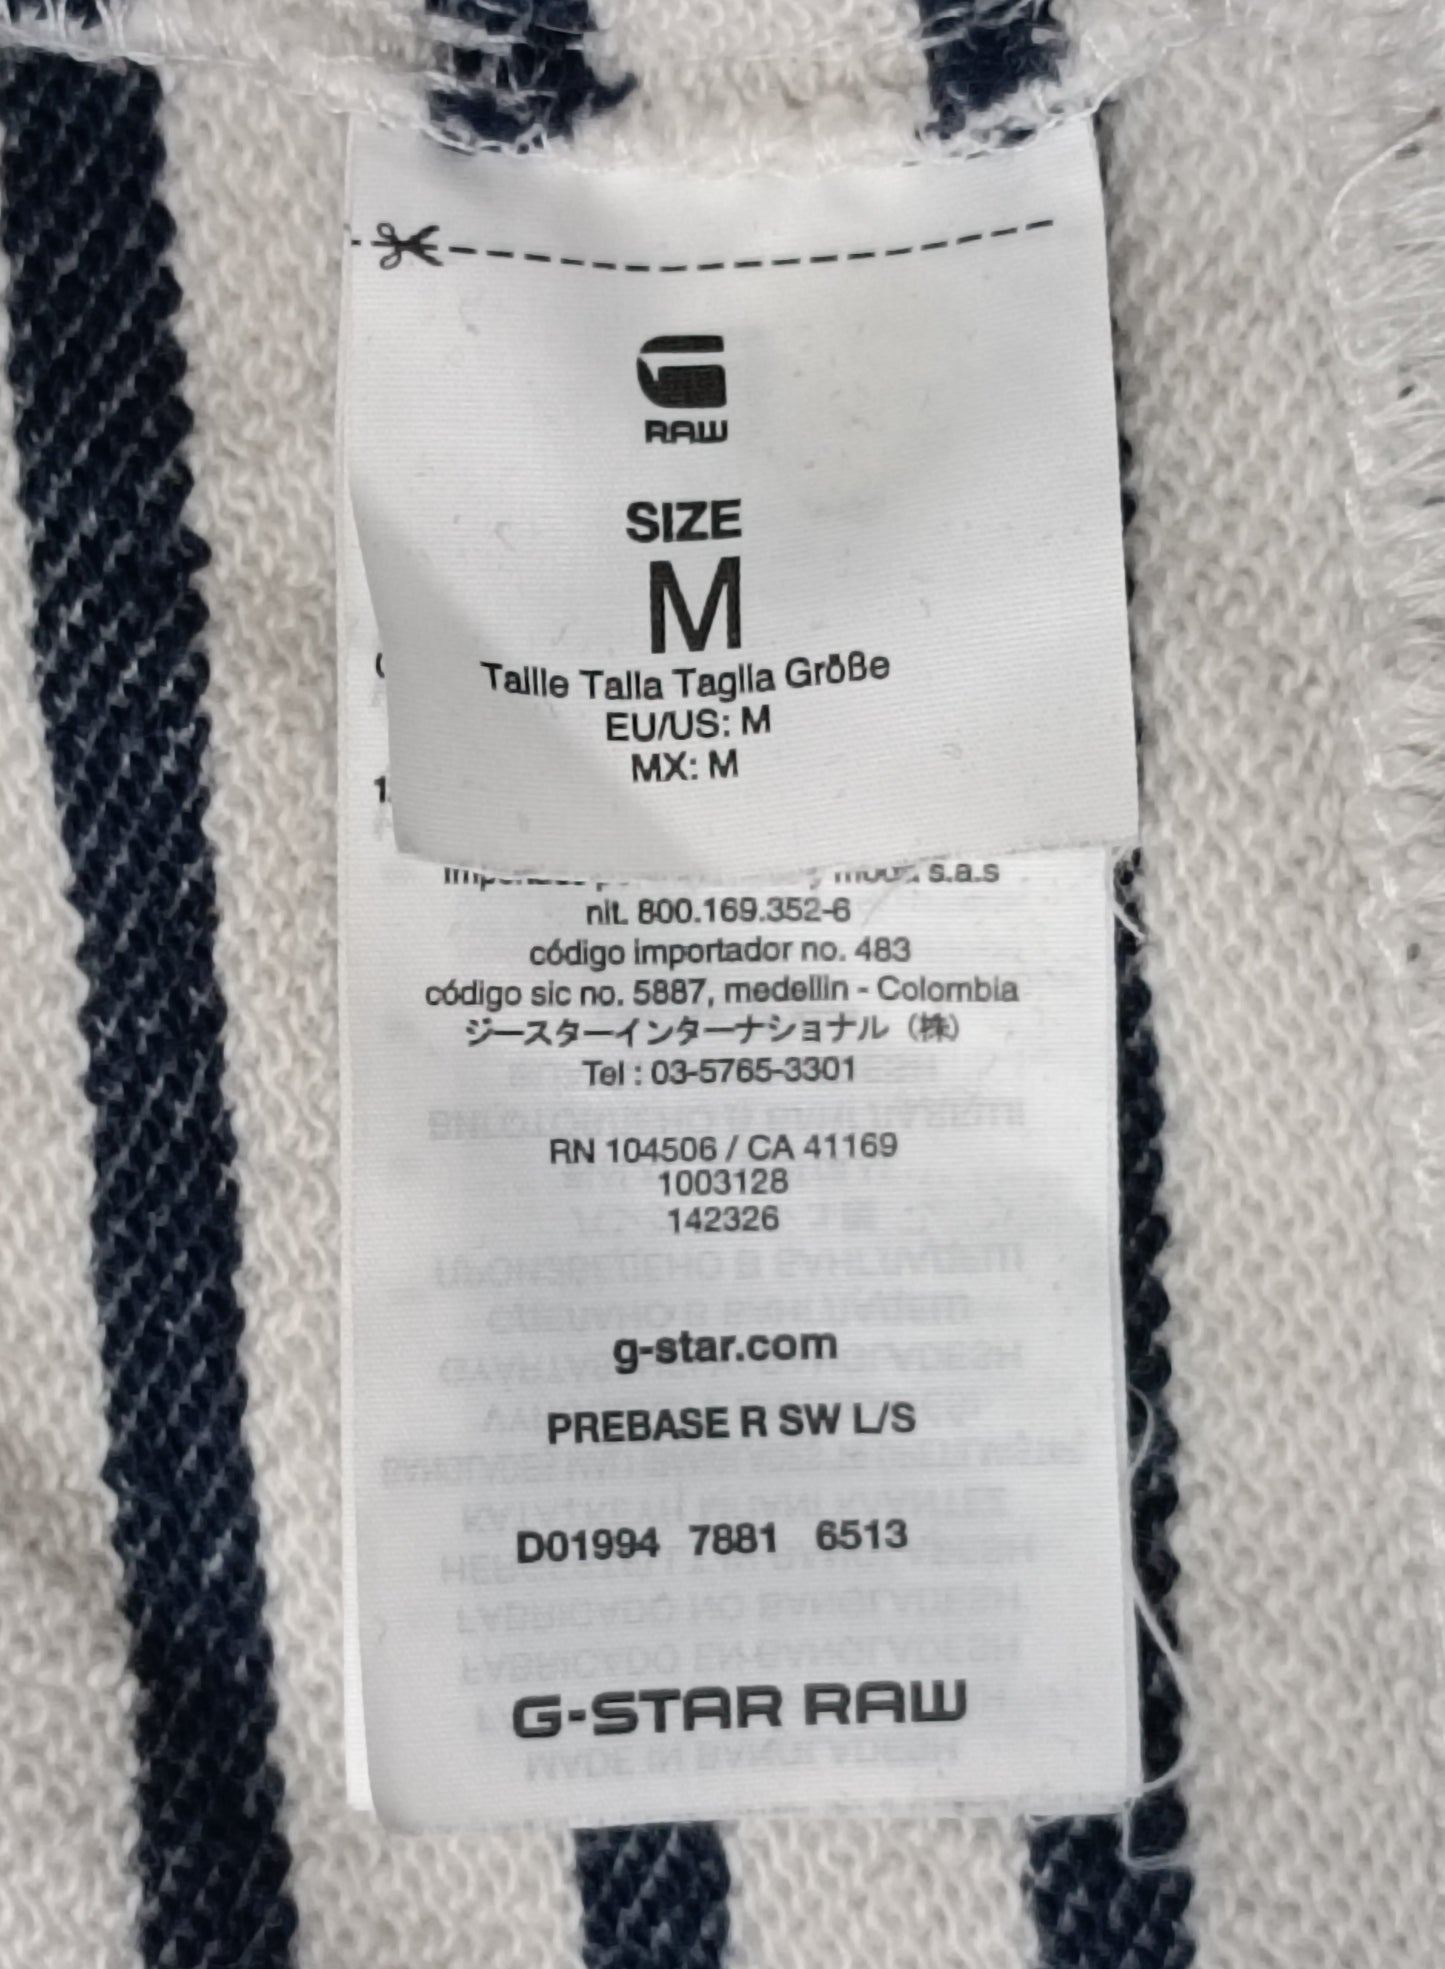 RAW
SIZE
M
Taille Talla Taglia Größe
EU/US: M
MX: M
s.a.s
nit. 800.169.352-6
código importador no. 483
código sic no. 5887, medellin - Colombia
ジースターインターナショナル（株）
Tel : 03-5765-3301
RN 104506 / CA 41169
1003128
142326
g-star.com
PREBASE R SW L/S
D01994 7881 6513
G-STAR RAW
MADE IN BANGLADESH